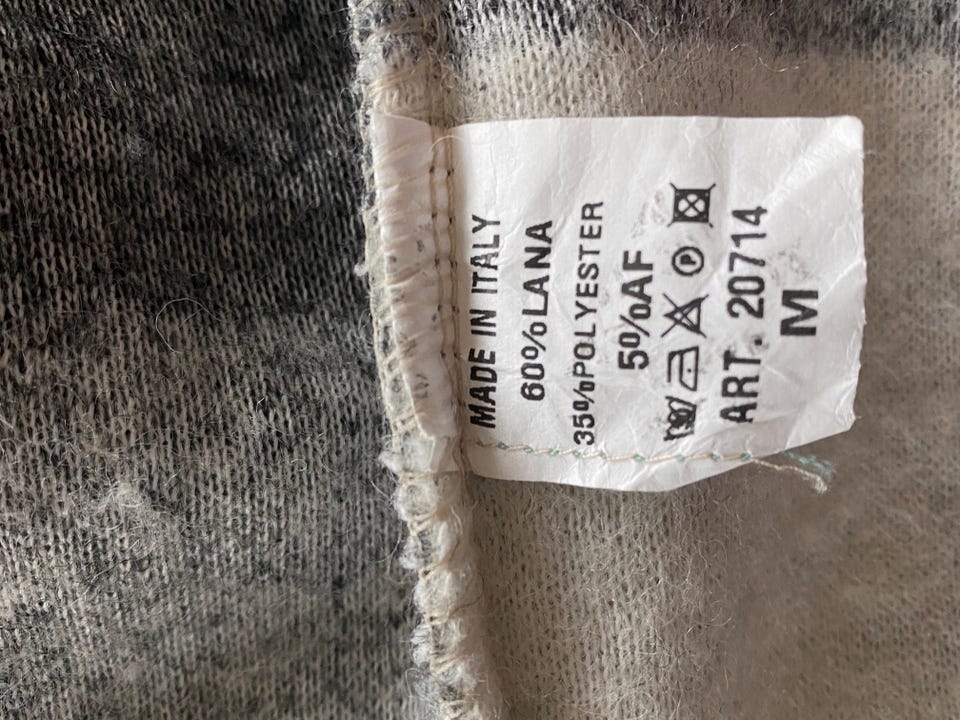 MADE IN ITALY
60%LANA
35%POLYESTER
5%AF
P
ART. 20714
M